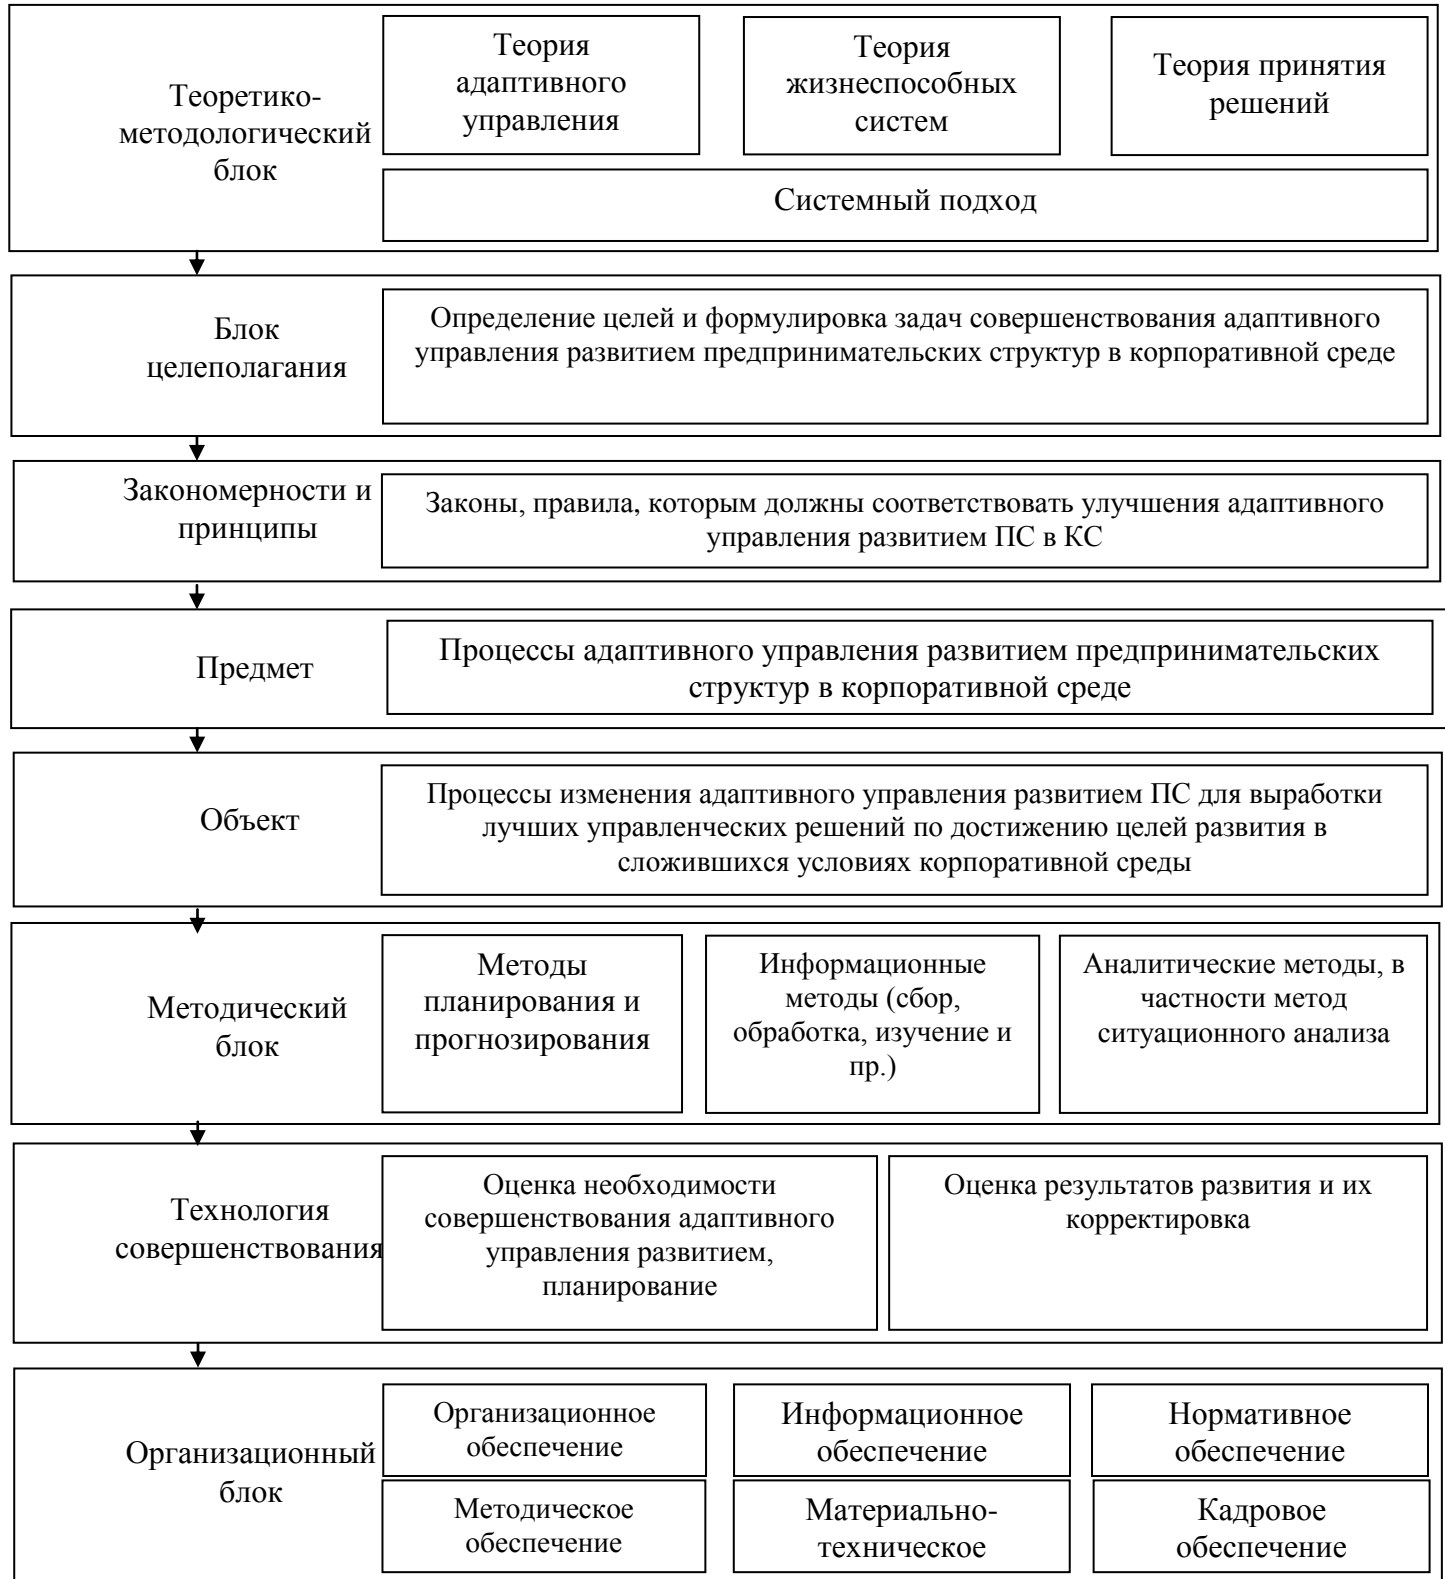 Теоретико-
методологический
блок
Теория
адаптивного
управления
Теория
жизнеспособных
систем
Теория принятия
решений
Системный подход
Блок
целеполагания
Определение целей и формулировка задач совершенствования адаптивного
управления развитием предпринимательских структур в корпоративной среде
Закономерности и
принципы
Законы, правила, которым должны соответствовать улучшения адаптивного
управления развитием ПС в КС
Предмет
Процессы адаптивного управления развитием предпринимательских
структур в корпоративной среде
Объект
Процессы изменения адаптивного управления развитием ПС для выработки
лучших управленческих решений по достижению целей развития в
сложившихся условиях корпоративной среды
Методический
блок
Методы
планирования и
прогнозирования
Информационные
методы (сбор,
обработка, изучение и
пр.)
Аналитические методы, в
частности метод
ситуационного анализа
Технология
совершенствования
Оценка необходимости
совершенствования адаптивного
управления развитием,
планирование
Оценка результатов развития и их
корректировка
Организационный
блок
Организационное
обеспечение
Информационное
обеспечение
Нормативное
обеспечение
Методическое
обеспечение
Материально-
техническое
Кадровое
обеспечение